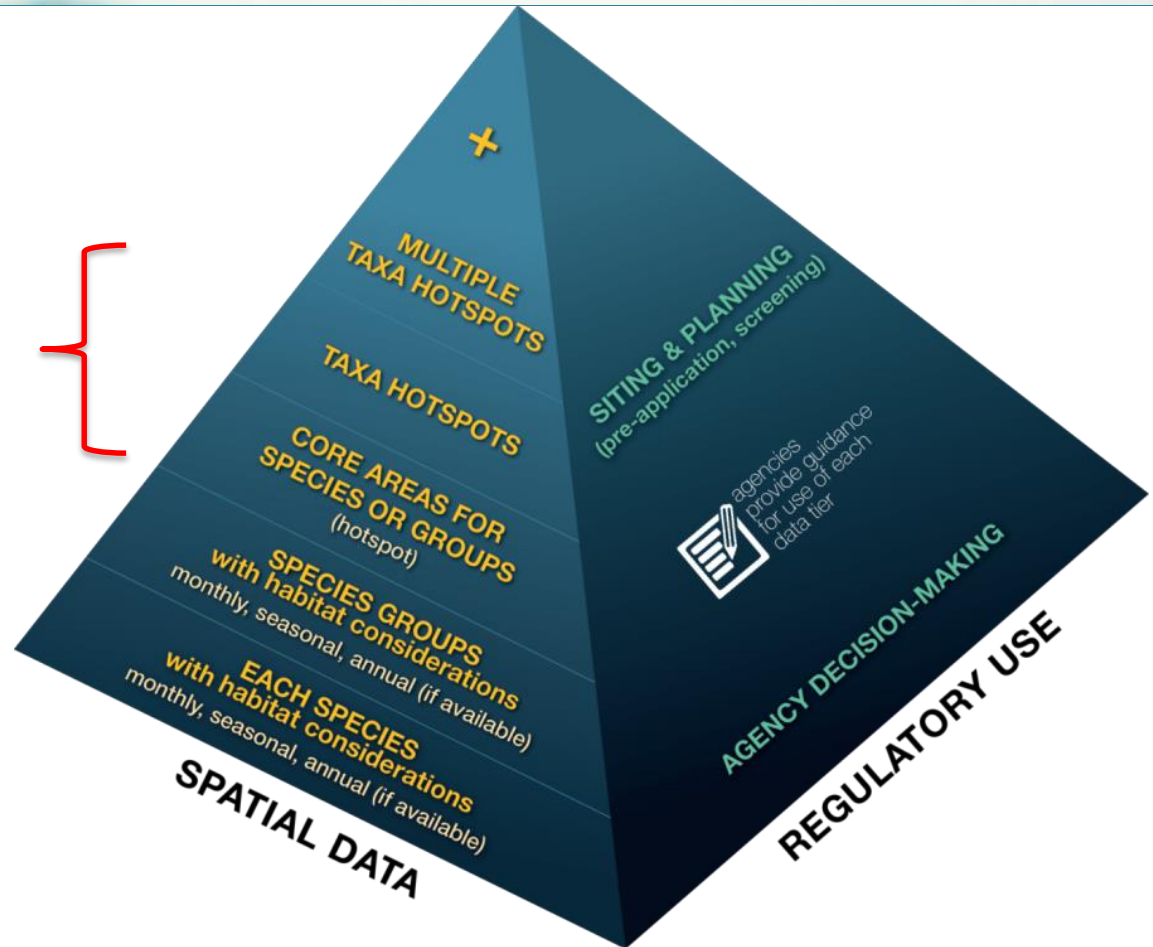 +
MULTIPLE
TAXA HOTSPOTS
TAXA HOTSPOTS
CORE AREAS FOR
SPECIES OR GROUPS
(hotspot)
SPECIES GROUPS
with habitat considerations
monthly, seasonal, annual (if available)
EACH SPECIES
with habitat considerations
monthly, seasonal, annual (if available)
SPATIAL DATA
SITING & PLANNING
(pre-application, screening)
agencies
provide guidance
for use of each
data tier
AGENCY DECISION-MAKING
REGULATORY USE